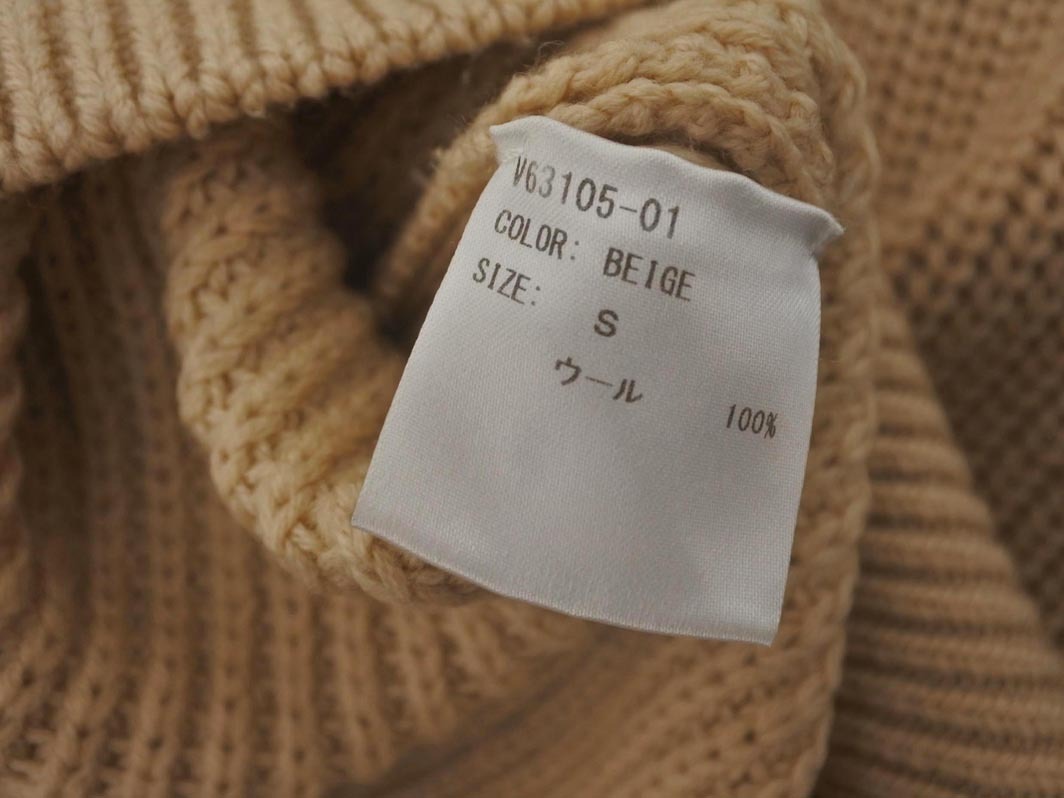 V63105-01
COLOR: BEIGE
SIZE:
S
ウール 100%